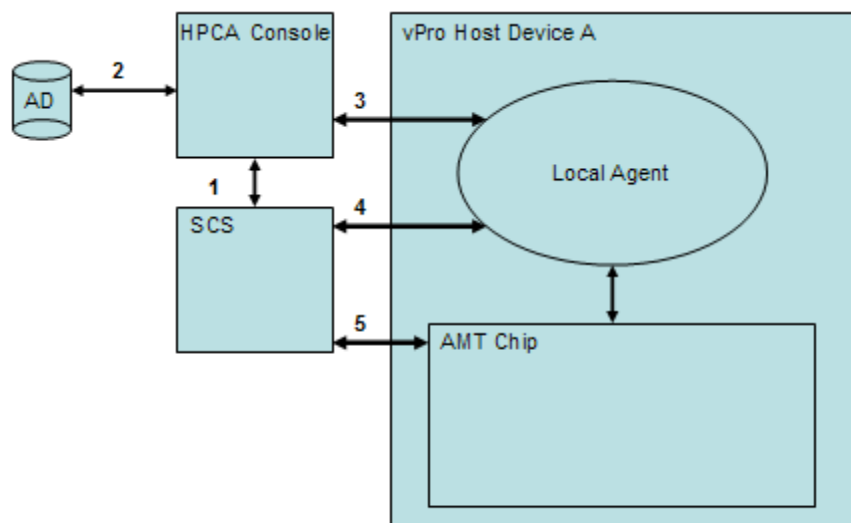 HPCA Console
vPro Host Device A
2
AD
3
Local Agent
1
4
SCS
5
AMT Chip